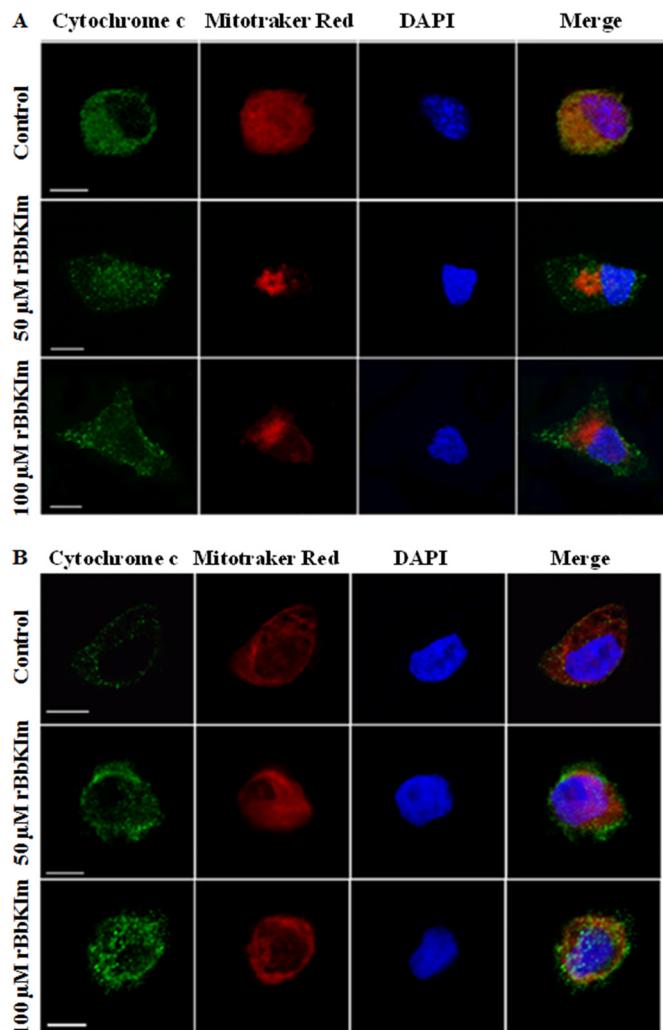 A Cytochrome c Mitotraker Red DAPI Merge
Control
50 µM rBbKIm
100 µM rBbKIm
B Cytochrome c Mitotraker Red DAPI Merge
Control
50 µM rBbKIm
100 µM rBbKIm